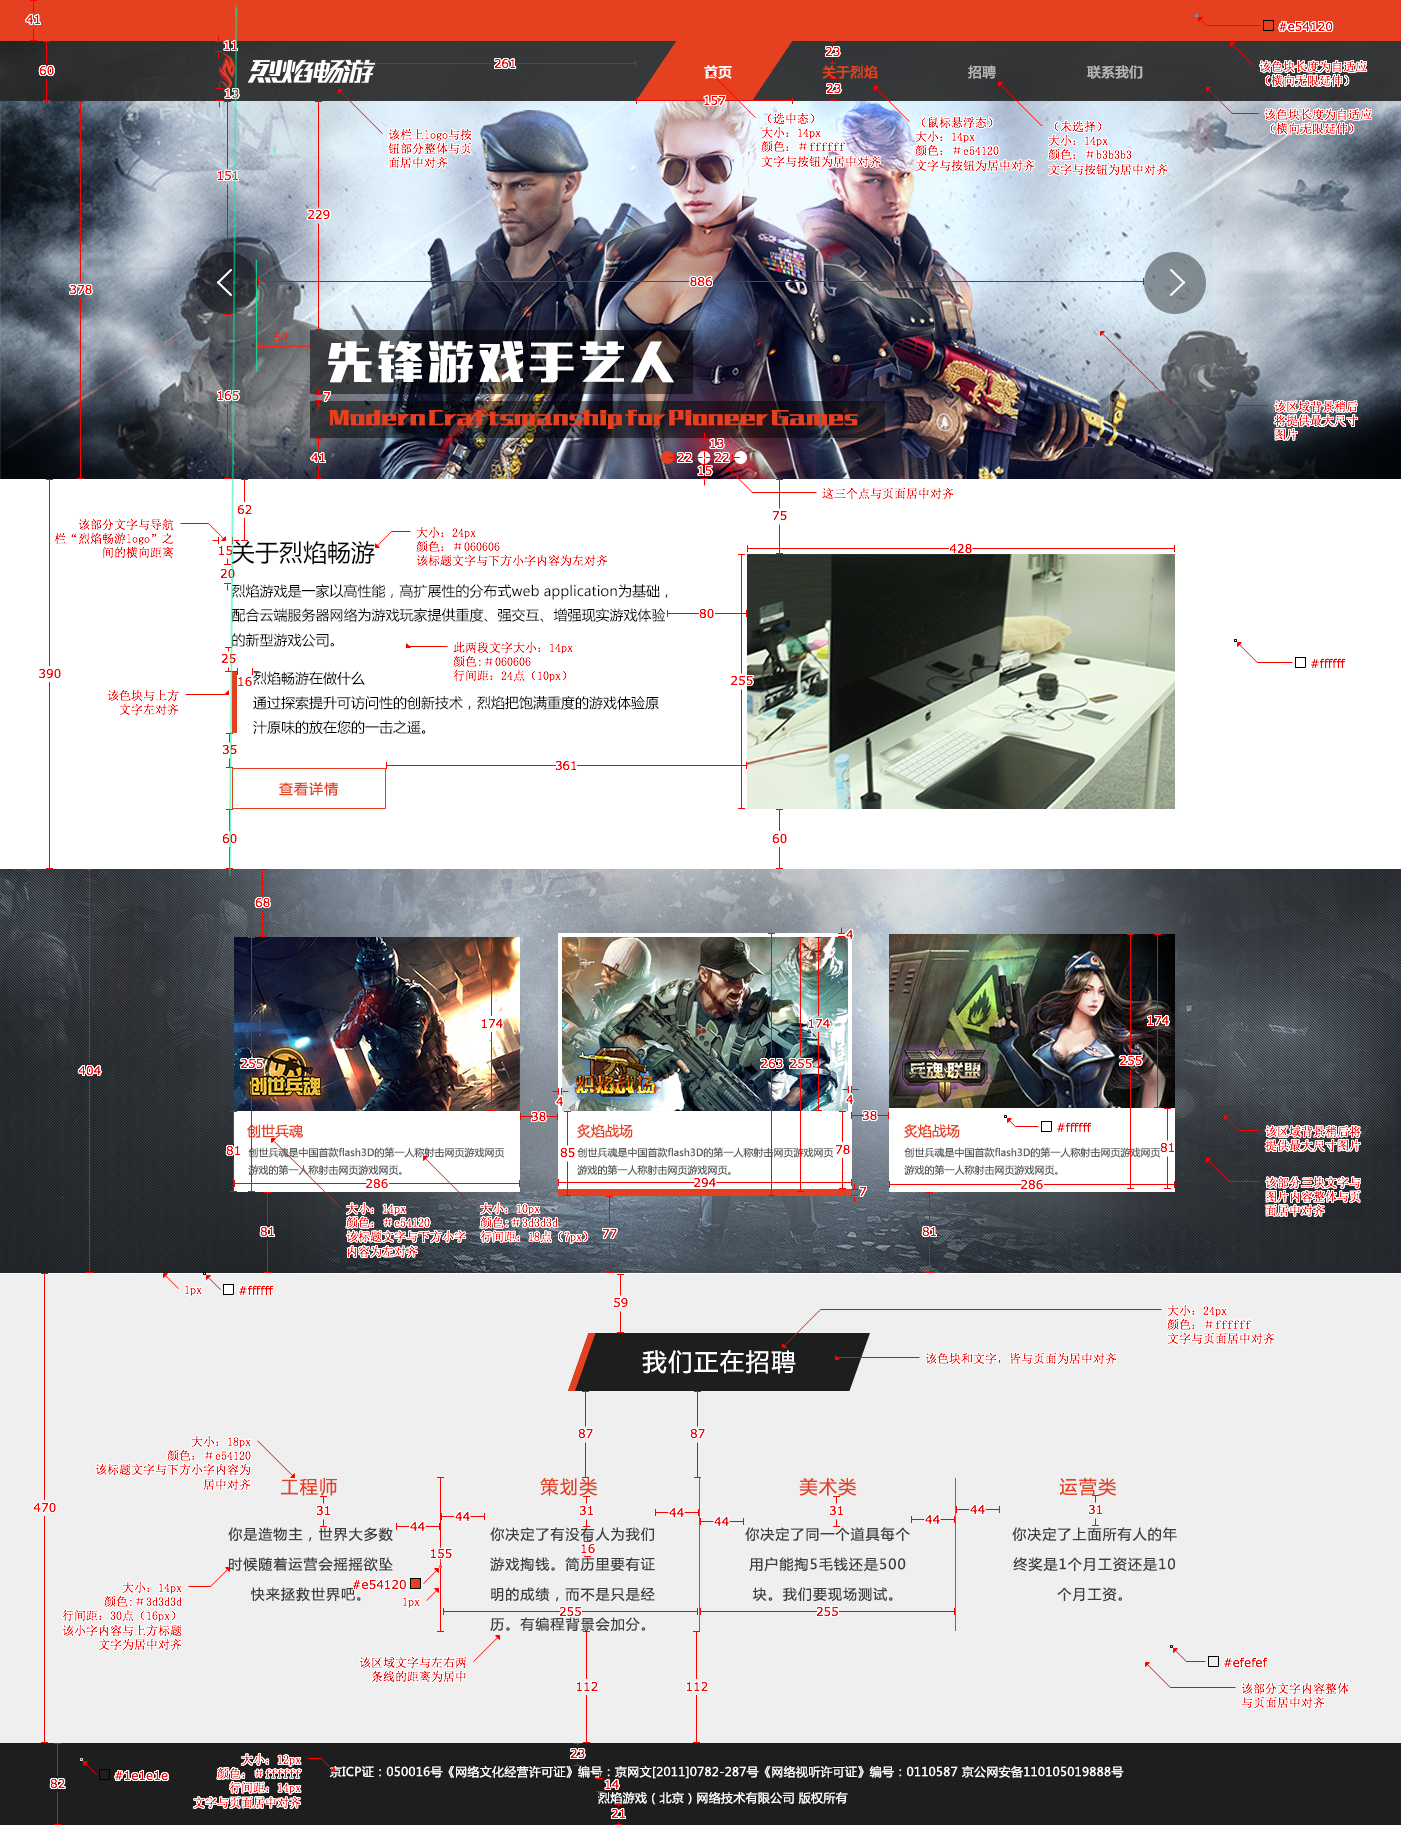 41
#e54120
11
60
烈焰畅游
261
首页
23
关于烈焰
招聘
联系我们
该色块长度为自适应
（横向无限延伸）
13
23
157
该栏上logo与按
钮部分整体与页
面居中对齐
（选中态）
大小：14px
颜色：#ffffff
文字与按钮为居中对齐
（鼠标悬浮态）
大小：14px
颜色：#e54120
文字与按钮为居中对齐
（未选择）
大小：14px
颜色：#b3b3b3
文字与按钮为居中对齐
该色块长度为自适应
（横向无限延伸）
151
229
378
886
先锋游戏手艺人
165
7
Modern Craftsmanship for Pioneer Games
该区域背景稍后
将提供最大尺寸
图片
13
41
22
22
15
这三个点与页面居中对齐
62
75
该部分文字与导航
栏“烈焰畅游logo”之
间的横向距离
15
关于烈焰畅游
大小：24px
颜色：#060606
该标题文字与下方小字内容为左对齐
428
20
烈焰游戏是一家以高性能，高扩展性的分布式web application为基础，
配合云端服务器网络为游戏玩家提供重度、强交互、增强现实游戏体验
的新型游戏公司。
80
此两段文字大小：14px
颜色:#060606
行间距：24点（10px）
#ffffff
25
390
16
烈焰畅游在做什么
通过探索提升可访问性的创新技术，烈焰把饱满重度的游戏体验原
汁原味的放在您的一击之遥。
255
该色块与上方
文字左对齐
35
361
查看详情
60
60
68
4
174
174
174
255
263
255
255
404
创世兵魂
炽焰战场
兵魂联盟
4
4
38
38
创世兵魂
创世兵魂是中国首款flash3D的第一人称射击网页游戏网页
游戏的第一人称射击网页游戏网页。
81
286
炙焰战场
创世兵魂是中国首款flash3D的第一人称射击网页游戏网页
游戏的第一人称射击网页游戏网页。
85
78
294
7
#ffffff
炙焰战场
创世兵魂是中国首款flash3D的第一人称射击网页游戏网页
游戏的第一人称射击网页游戏网页。
81
286
该区域背景稍后将
提供最大尺寸图片
该部分三块文字与
图片内容整体与页
面居中对齐
81
大小：14px
颜色：#e54120
该标题文字与下方小字
内容为左对齐
大小：10px
颜色:#3d3d3d
行间距：18点（7px）
77
81
1px
#ffffff
59
大小：24px
颜色：#ffffff
文字与页面居中对齐
我们正在招聘
该色块和文字，皆与页面为居中对齐
87
87
大小：18px
颜色：#e54120
该标题文字与下方小字内容为
居中对齐
470
工程师
策划类
美术类
运营类
31
31
31
31
44
44
44
44
44
44
你是造物主，世界大多数
时候随着运营会摇摇欲坠
快来拯救世界吧。
155
#e54120
1px
你决定了有没有人为我们
16
游戏掏钱。简历里要有证
明的成绩，而不是只是经
历。有编程背景会加分。
255
你决定了同一个道具每个
用户能掏5毛钱还是500
块。我们要现场测试。
255
你决定了上面所有人的年
终奖是1个月工资还是10
个月工资。
大小：14px
颜色:#3d3d3d
行间距：30点（16px）
该小字内容与上方标题
文字为居中对齐
该区域文字与左右两
条线的距离为居中
112
112
#efefef
该部分文字内容整体
与页面居中对齐
23
82
#1e1e1e
大小：12px
颜色：#ffffff
行间距：14px
文字与页面居中对齐
京ICP证：050016号《网络文化经营许可证》编号：京网文[2011]0782-287号《网络视听许可证》编号：0110587 京公网安备110105019888号
14
烈焰游戏（北京）网络技术有限公司 版权所有
21